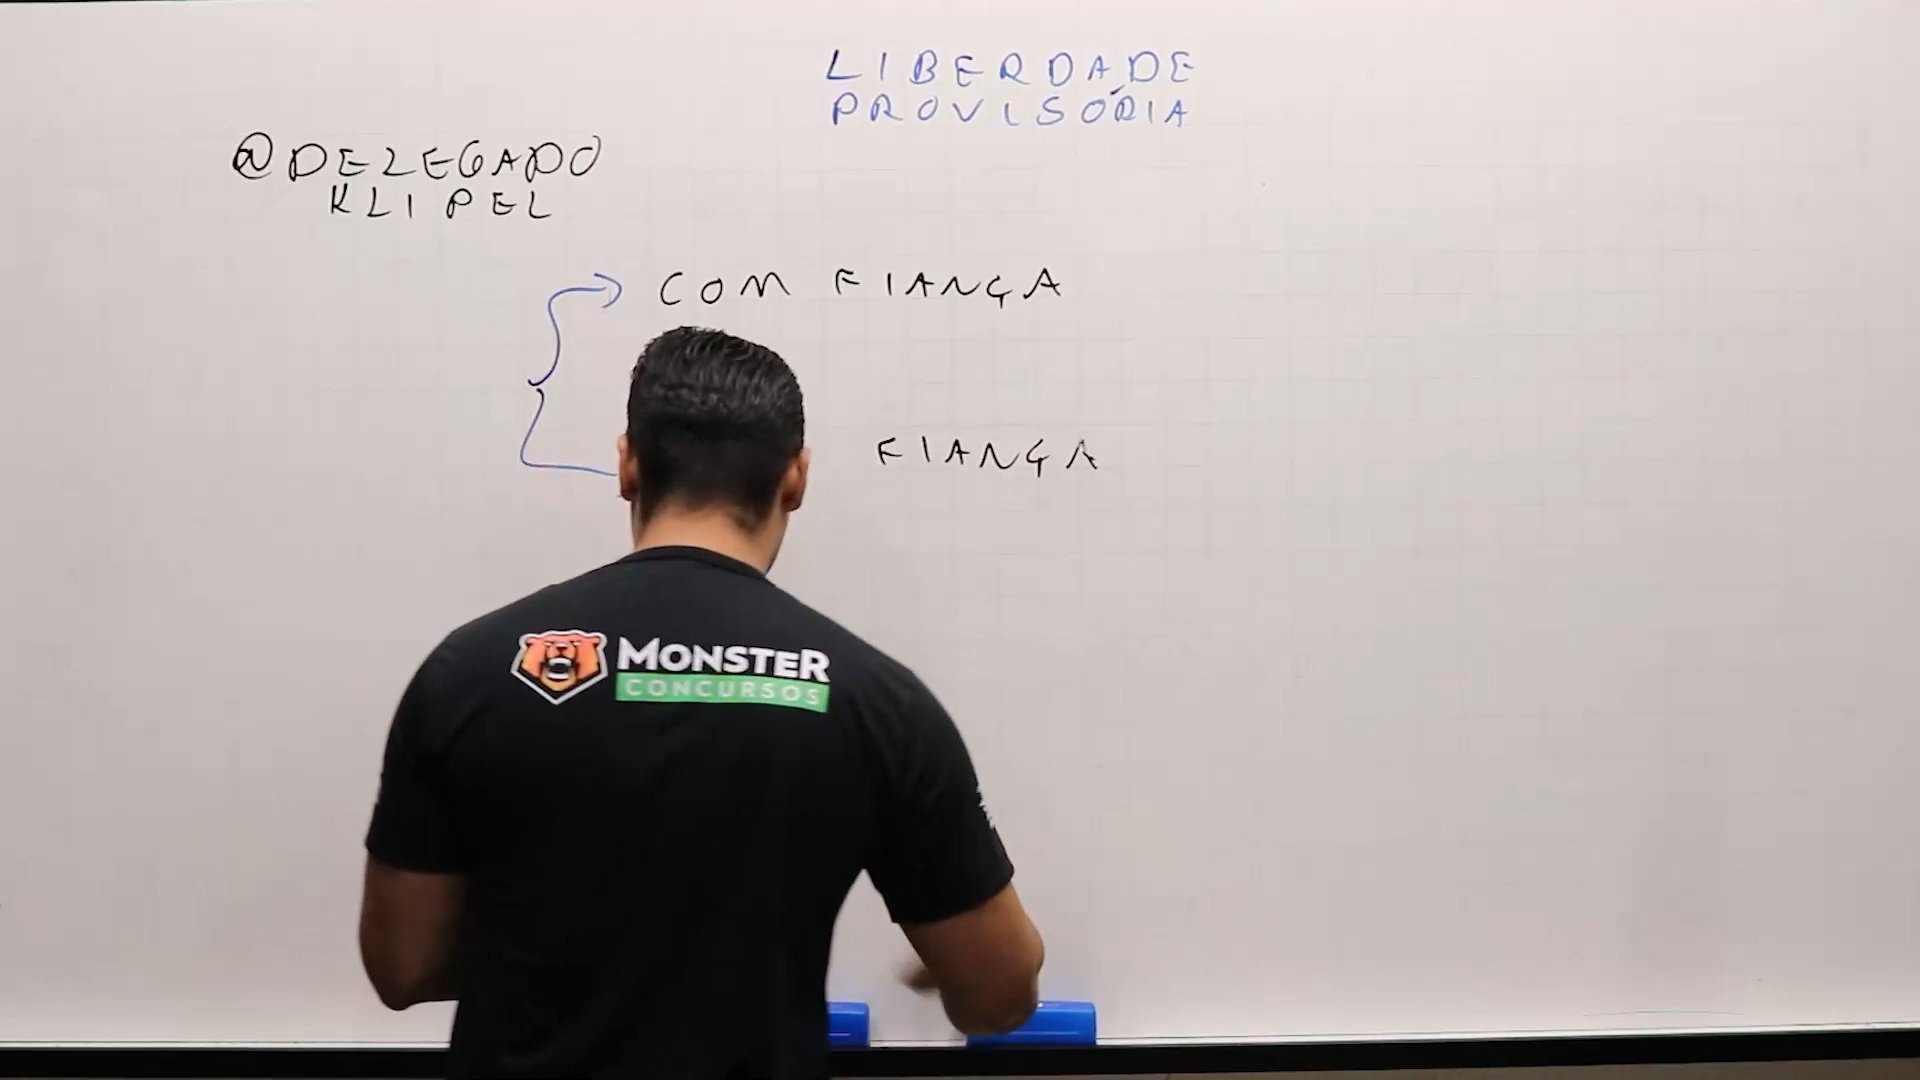 LIBERDADE
PROVISÓRIA
@DELEGADO
KLIPEL
COM FIANÇA
FIANÇA
MONSTER
CONCURSOS